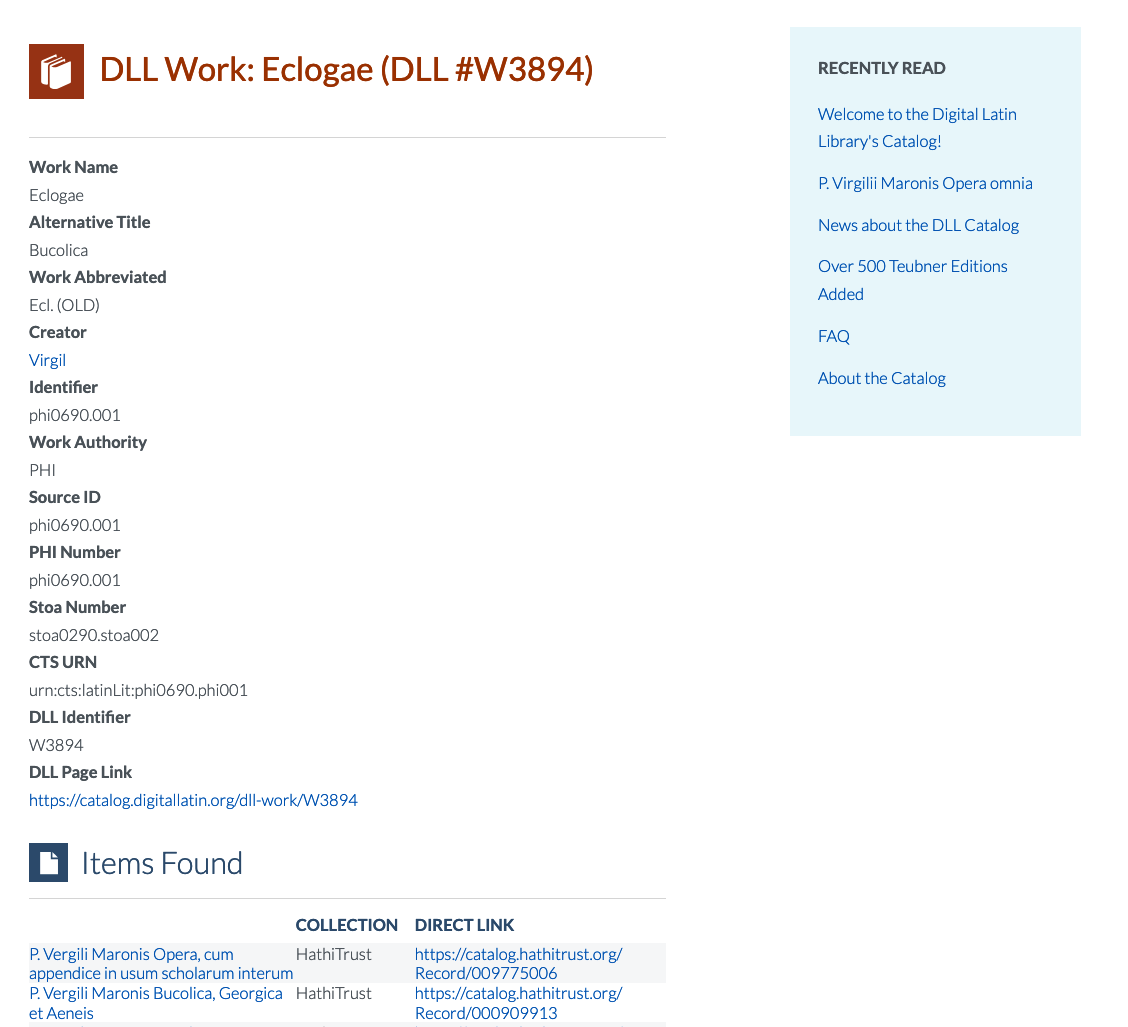 DLL Work: Eclogae (DLL #W3894)
Work Name
Eclogae
Alternative Title
Bucolica
Work Abbreviated
Ecl. (OLD)
Creator
Virgil
Identifier
phi0690.001
Work Authority
PHI
Source ID
phi0690.001
PHI Number
phi0690.001
Stoa Number
stoa0290.stoa002
CTS URN
urn:cts:latinLit:phi0690.phi001
DLL Identifier
W3894
DLL Page Link
https://catalog.digitallatin.org/dll-work/W3894
Items Found
COLLECTION DIRECT LINK
P. Vergili Maronis Opera, cum HathiTrust https://catalog.hathitrust.org/
appendice in usum scholarum interum Record/009775006
P. Vergili Maronis Bucolica, Georgica HathiTrust https://catalog.hathitrust.org/
et Aeneis Record/000909913
RECENTLY READ
Welcome to the Digital Latin
Library's Catalog!
P. Virgilii Maronis Opera omnia
News about the DLL Catalog
Over 500 Teubner Editions
Added
FAQ
About the Catalog